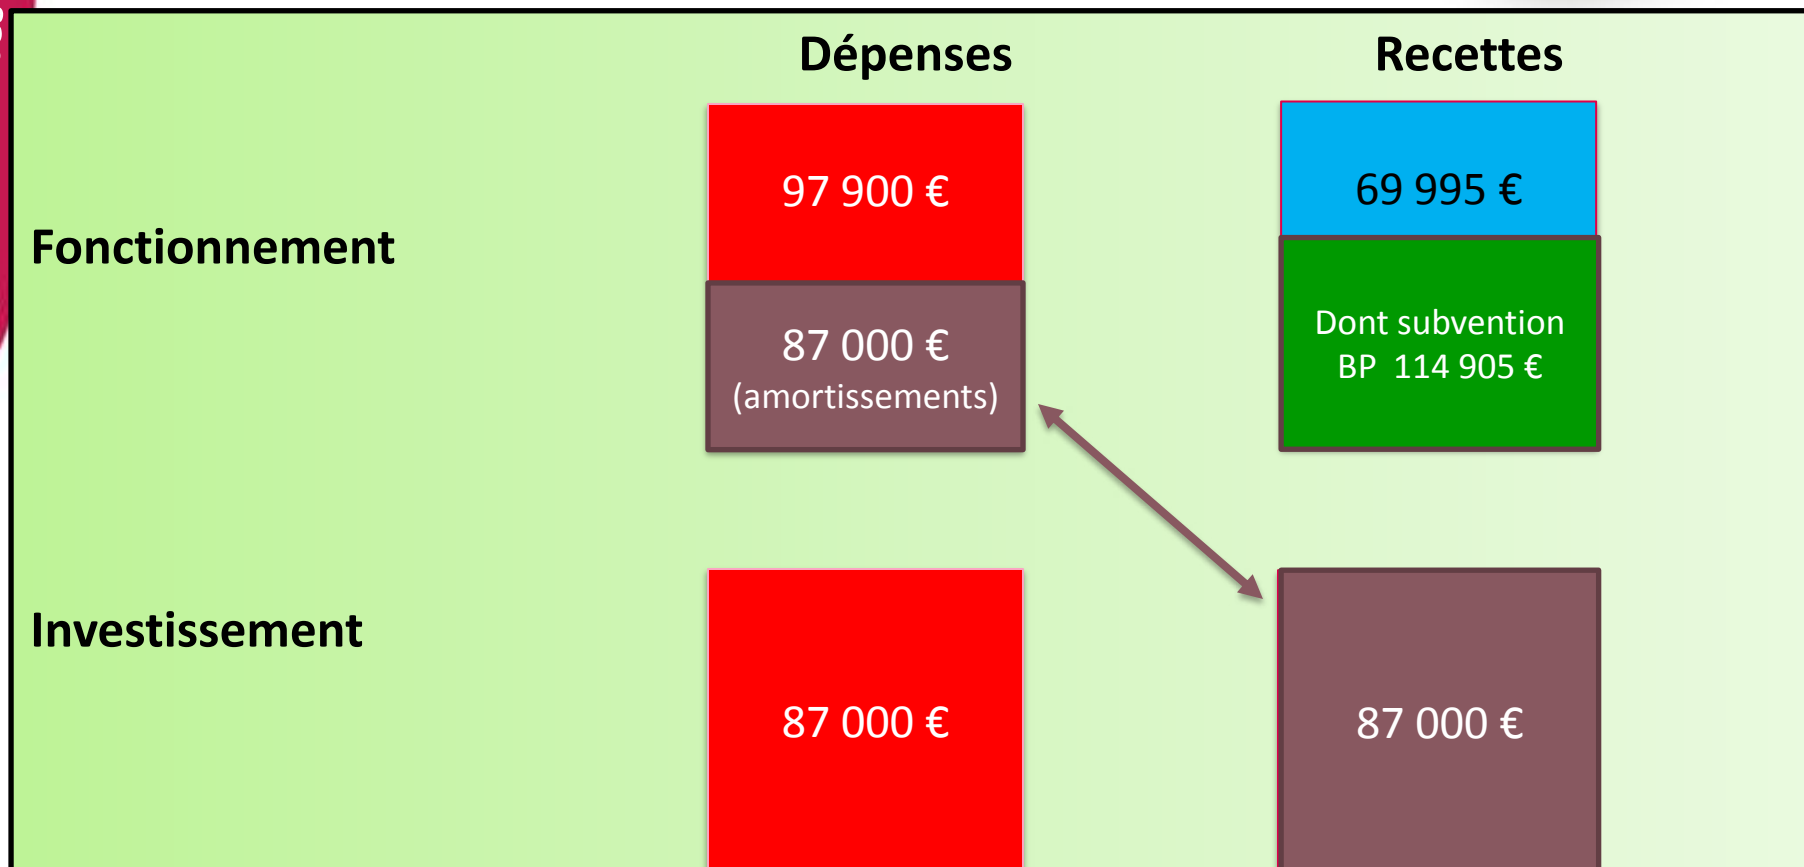 Dépenses
Recettes
97 900 €
69 995 €
Fonctionnement
87 000 €
(amortissements)
Dont subvention
BP 114 905 €
Investissement
87 000 €
87 000 €